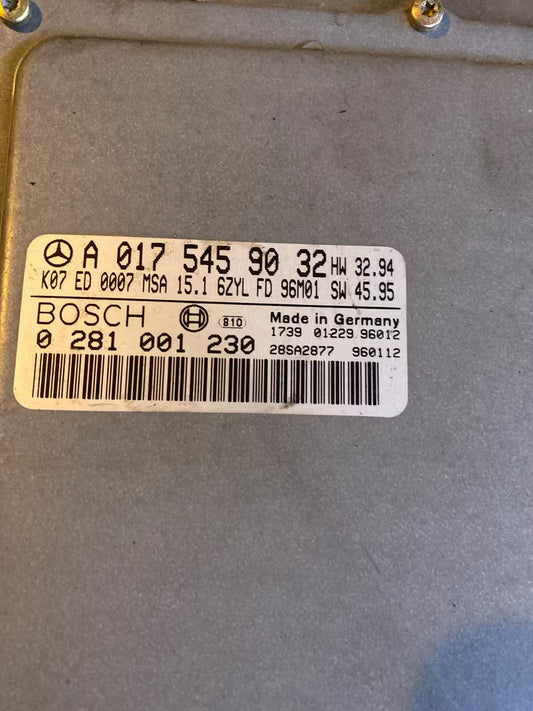 A 017 545 90 32 HW 32.94
K07 ED 0007 MSA 15.1 6ZYL FD 96M01 SW 45.95
BOSCH 810 Made in Germany
1739 01229 96012
0 281 001 230 28SA2877 960112